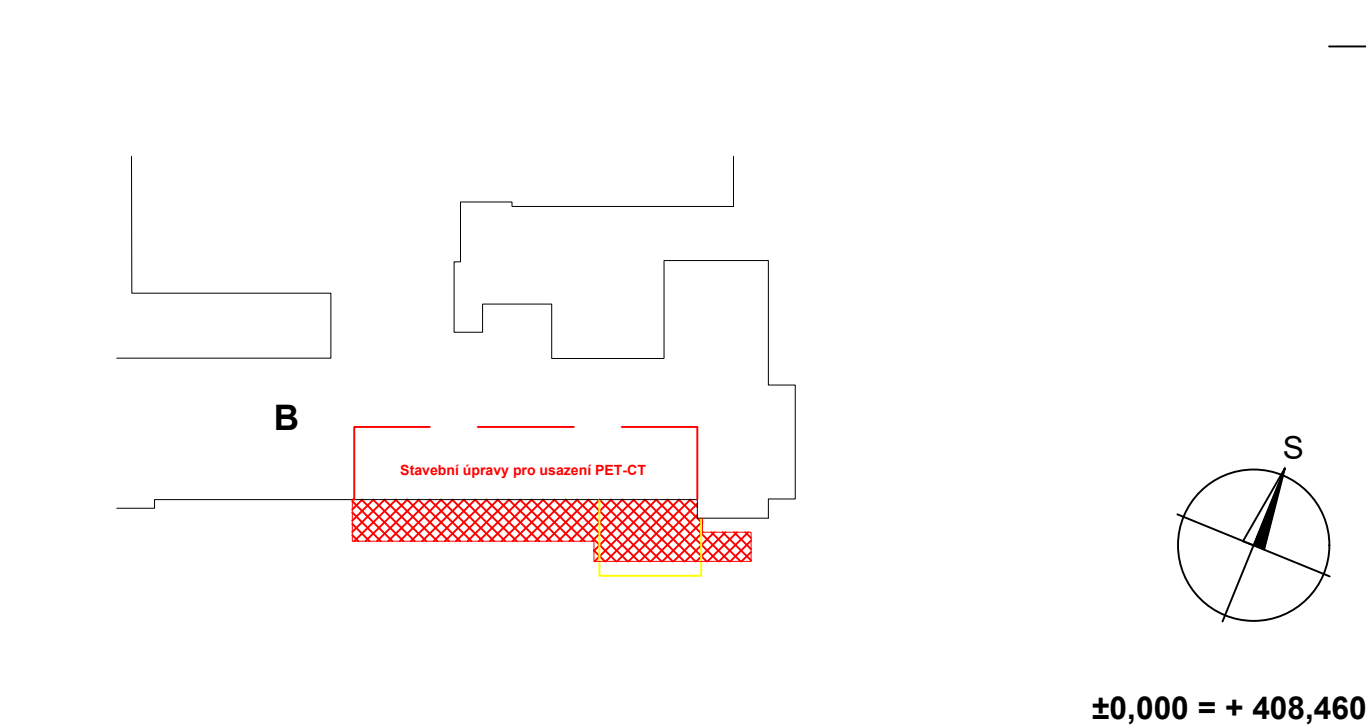 B
Stavební úpravy pro usazení PET-CT
S
±0,000 = + 408,460